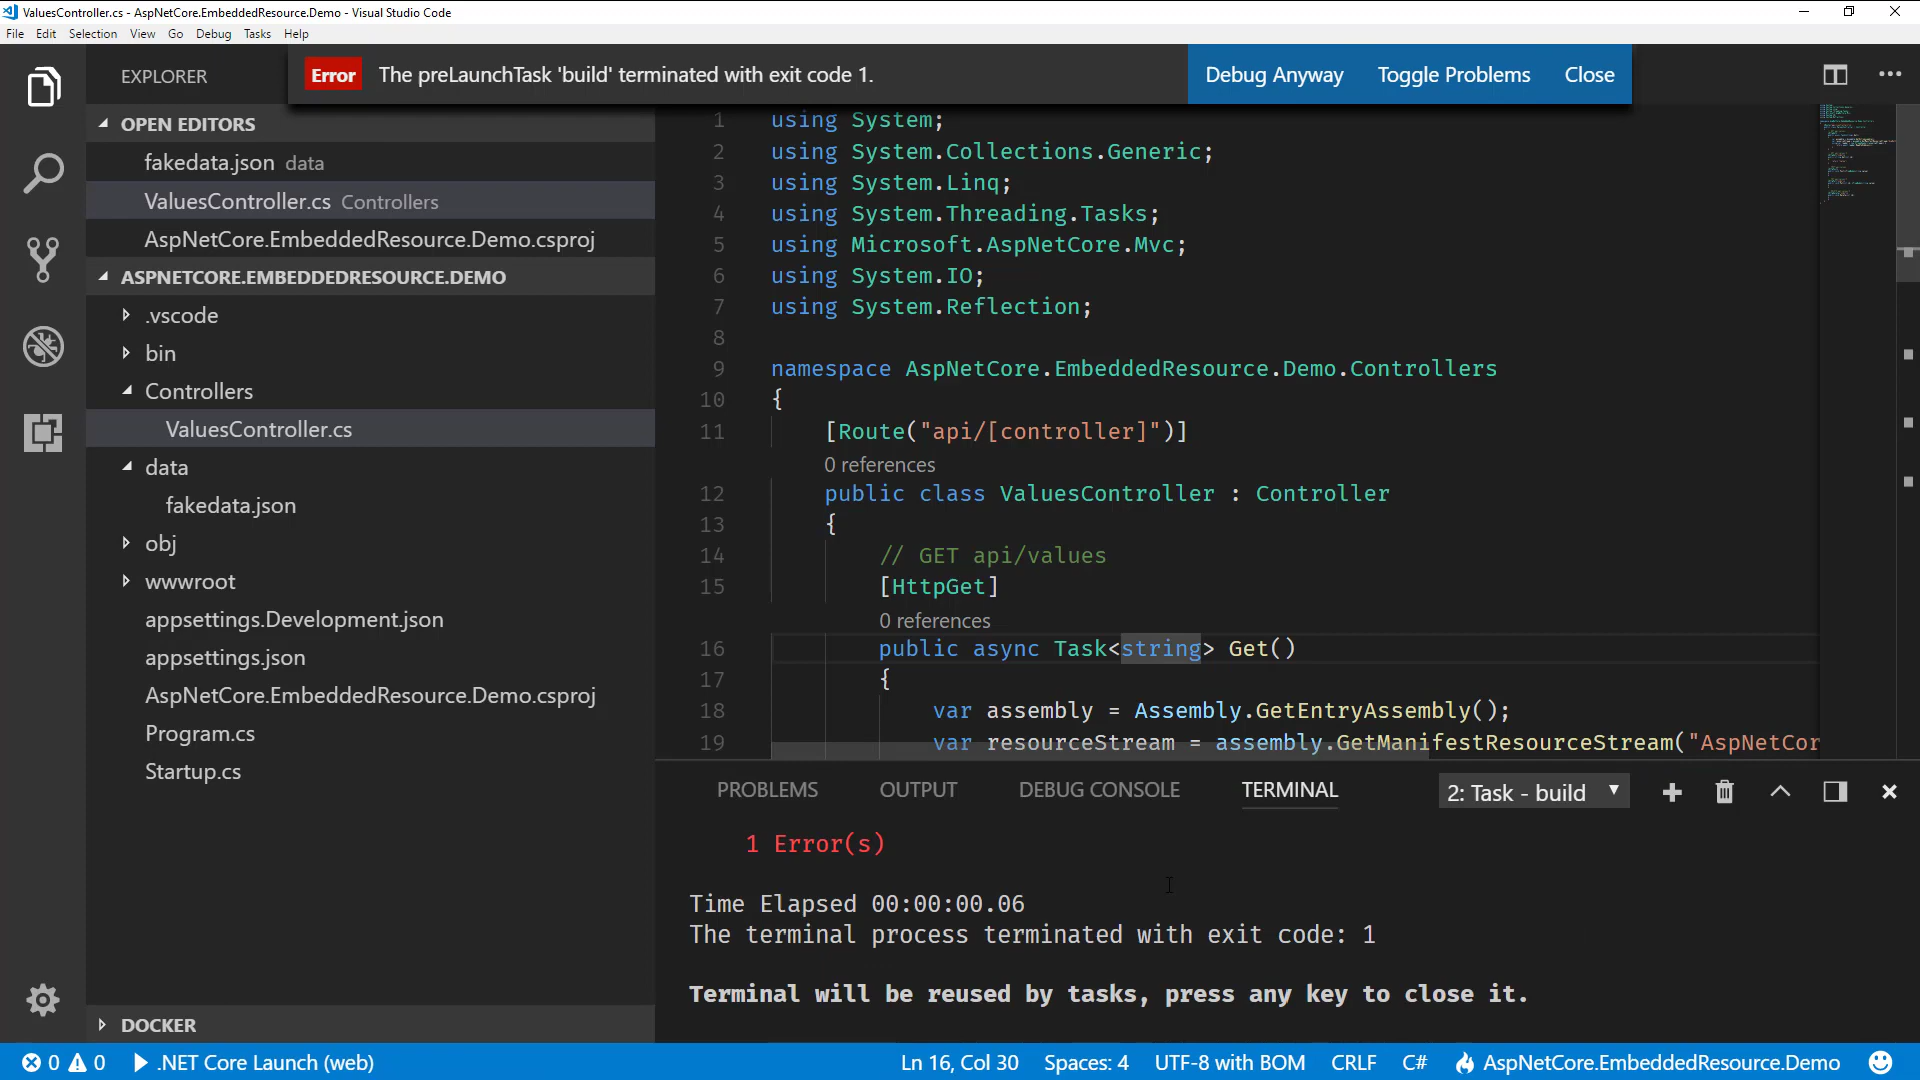 ValuesController.cs - AspNetCore.EmbeddedResource.Demo - Visual Studio Code
File Edit Selection View Go Debug Tasks Help
Error The preLaunchTask 'build' terminated with exit code 1. Debug Anyway Toggle Problems Close
EXPLORER
OPEN EDITORS
fakedata.json data
ValuesController.cs Controllers
AspNetCore.EmbeddedResource.Demo.csproj
ASPNETCORE.EMBEDDEDRESOURCE.DEMO
.vscode
bin
Controllers
ValuesController.cs
data
fakedata.json
obj
wwwroot
appsettings.Development.json
appsettings.json
AspNetCore.EmbeddedResource.Demo.csproj
Program.cs
Startup.cs
DOCKER
1 using System;
2 using System.Collections.Generic;
3 using System.Linq;
4 using System.Threading.Tasks;
5 using Microsoft.AspNetCore.Mvc;
6 using System.IO;
7 using System.Reflection;
8
9 namespace AspNetCore.EmbeddedResource.Demo.Controllers
10 {
11 [Route("api/[controller]")]
0 references
12 public class ValuesController : Controller
13 {
14 // GET api/values
15 [HttpGet]
0 references
16 public async Task<string> Get()
17 {
18 var assembly = Assembly.GetEntryAssembly();
19 var resourceStream = assembly.GetManifestResourceStream("AspNetCor
PROBLEMS OUTPUT DEBUG CONSOLE TERMINAL 2: Task - build
1 Error(s)
Time Elapsed 00:00:00.06
The terminal process terminated with exit code: 1
Terminal will be reused by tasks, press any key to close it.
0 0 .NET Core Launch (web) Ln 16, Col 30 Spaces: 4 UTF-8 with BOM CRLF C# AspNetCore.EmbeddedResource.Demo